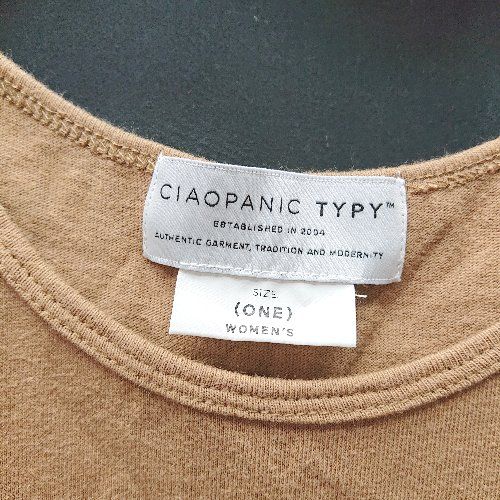 CIAOPANIC TYPY™
ESTABLISHED IN 2004
AUTHENTIC GARMENT, TRADITION AND MODERNITY
SIZE
(ONE)
WOMEN'S